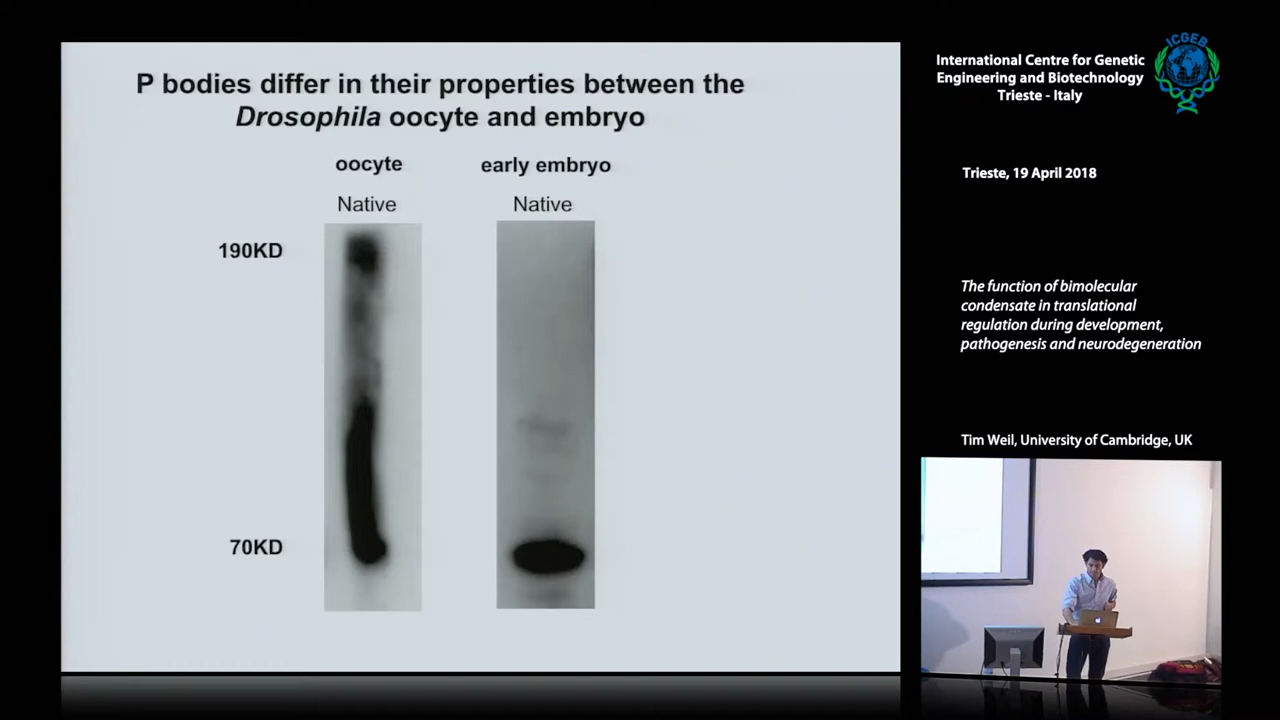 P bodies differ in their properties between the
Drosophila oocyte and embryo
oocyte
early embryo
Native
Native
190KD
70KD
ICGEB
International Centre for Genetic
Engineering and Biotechnology
Trieste - Italy
Trieste, 19 April 2018
The function of bimolecular
condensate in translational
regulation during development,
pathogenesis and neurodegeneration
Tim Weil, University of Cambridge, UK